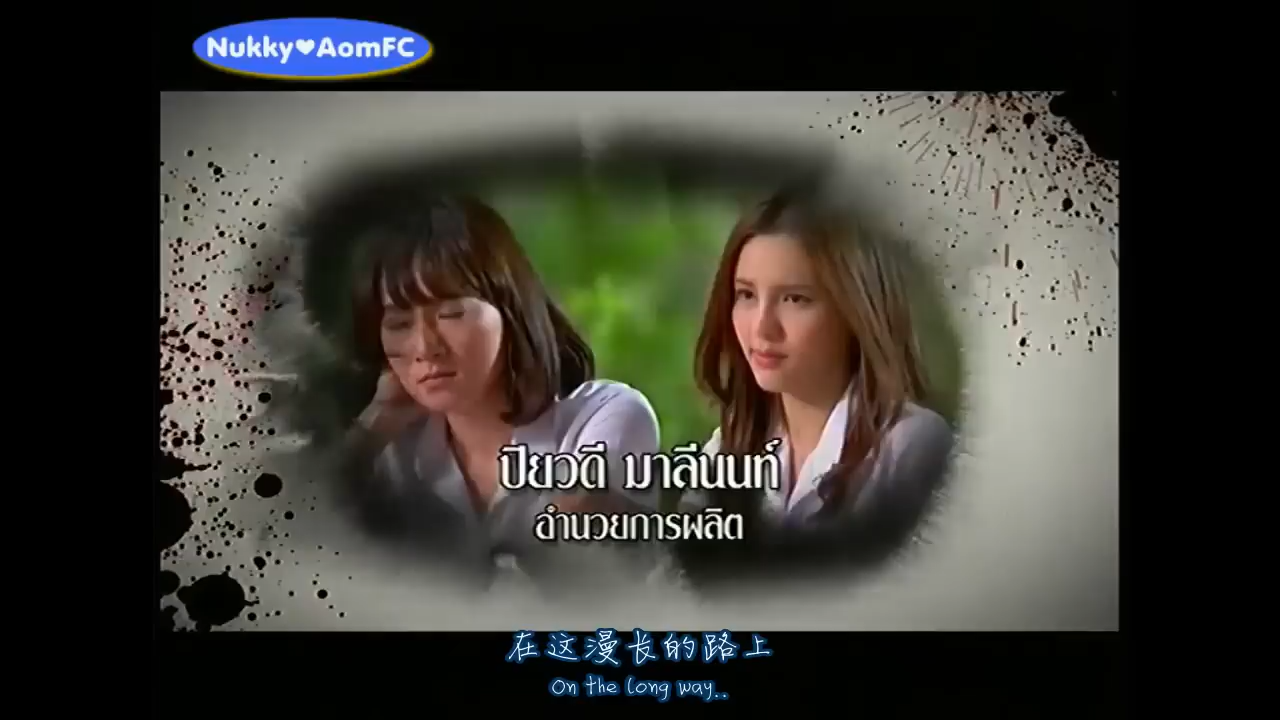 Nukky♥AomFC
ปิยวดี มาลีนนท์
อำนวยการผลิต
在这漫长的路上
On the long way..